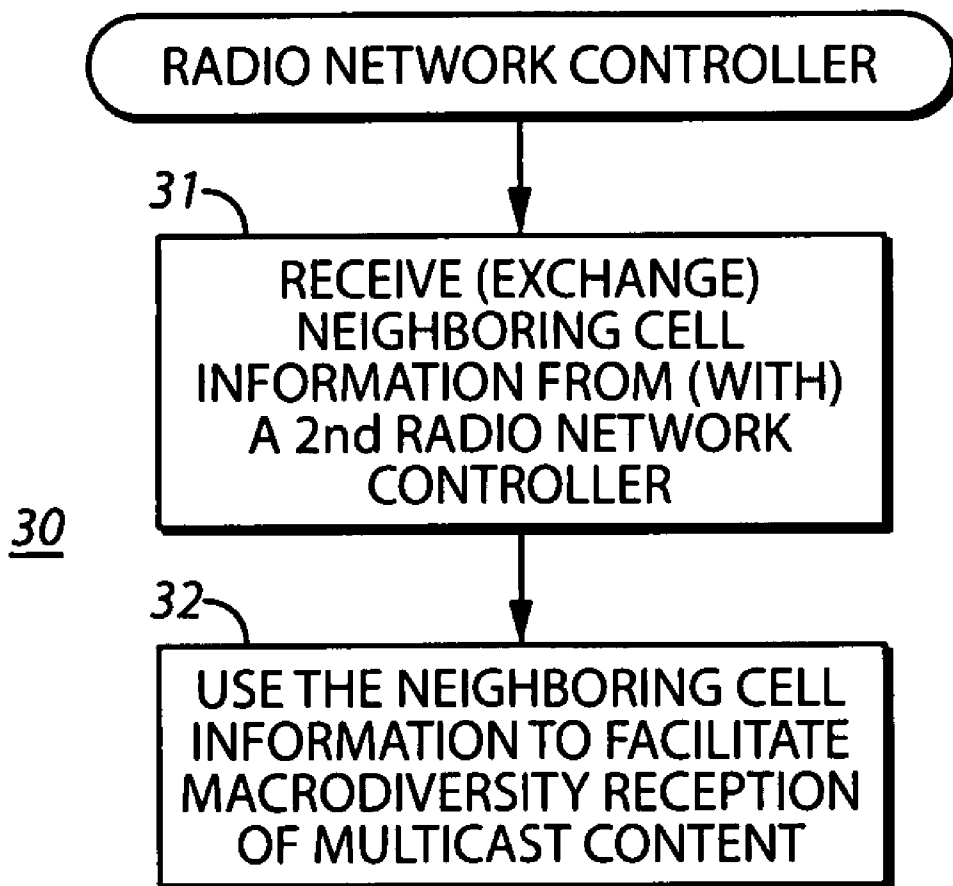 RADIO NETWORK CONTROLLER
31
RECEIVE (EXCHANGE)
NEIGHBORING CELL
INFORMATION FROM (WITH)
A 2nd RADIO NETWORK
CONTROLLER
30
32
USE THE NEIGHBORING CELL
INFORMATION TO FACILITATE
MACRODIVERSITY RECEPTION
OF MULTICAST CONTENT